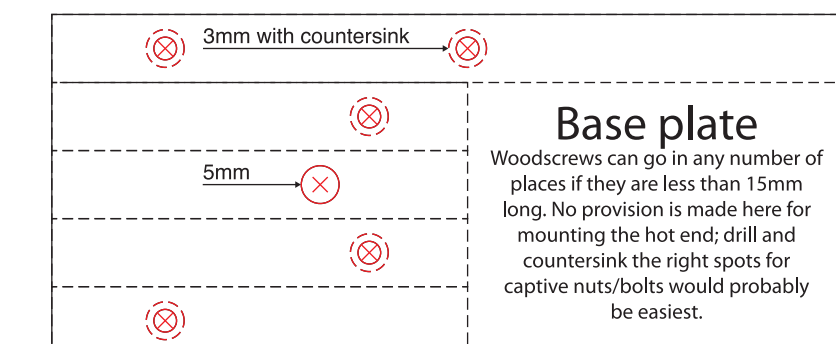 3mm with countersink
Base plate
Woodscrews can go in any number of
places if they are less than 15mm
long. No provision is made here for
mounting the hot end; drill and
countersink the right spots for
captive nuts/bolts would probably
be easiest.
5mm